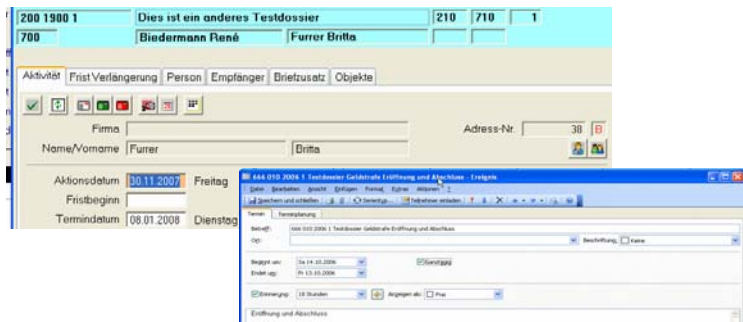 200 1900 1 Dies ist ein anderes Testdossier 210 710 1
700 Biedermann René Furrer Britta
Aktivität Frist Verlängerung Person Empfänger Briefzusatz Objekte
Firma Adress-Nr. 38 B
Name/Vorname Furrer Britta
Aktionsdatum 30.11.2007 Freitag
Fristbeginn
Termindatum 08.01.2008 Dienstag
666 010 2006 1 Testdossier Geldstrafe Eröffnung und Abschluss - Ereignis
Datei Bearbeiten Ansicht Einfügen Format Extras Aktionen ?
Speichern und schließen Serientyp... Teilnehmer einladen
Termin Terminplanung
Betreff: 666 010 2006 1 Testdossier Geldstrafe Eröffnung und Abschluss
Ort: Beschriftung: Keine
Beginnt um: Sa 14.10.2006 Ganztägig
Endet um: Fr 13.10.2006
Erinnerung: 18 Stunden Anzeigen als: Frei
Eröffnung und Abschluss